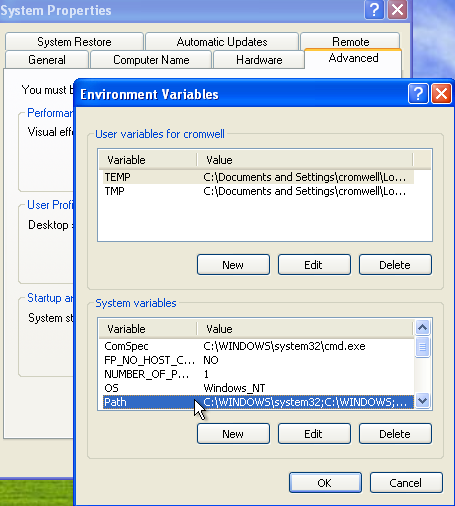 System Properties
System Restore Automatic Updates Remote
General Computer Name Hardware Advanced
You must b
Environment Variables
Performan
Visual effe
User variables for cromwell
Variable Value
TEMP C:\Documents and Settings\cromwell\Lo...
TMP C:\Documents and Settings\cromwell\Lo...
User Profi
Desktop s
New Edit Delete
Startup an
System st
System variables
Variable Value
ComSpec C:\WINDOWS\system32\cmd.exe
FP_NO_HOST_C... NO
NUMBER_OF_P... 1
OS Windows_NT
Path C:\WINDOWS\system32;C:\WINDOWS;...
New Edit Delete
OK Cancel